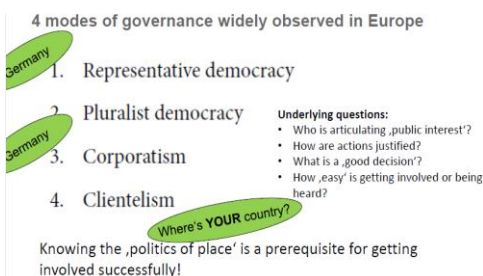 4 modes of governance widely observed in Europe
Germany
1. Representative democracy
2. Pluralist democracy
Germany
3. Corporatism
4. Clientelism
Where's YOUR country?
Underlying questions:
• Who is articulating ‚public interest'?
• How are actions justified?
• What is a ‚good decision'?
• How ‚easy' is getting involved or being
heard?
Knowing the ‚politics of place' is a prerequisite for getting
involved successfully!